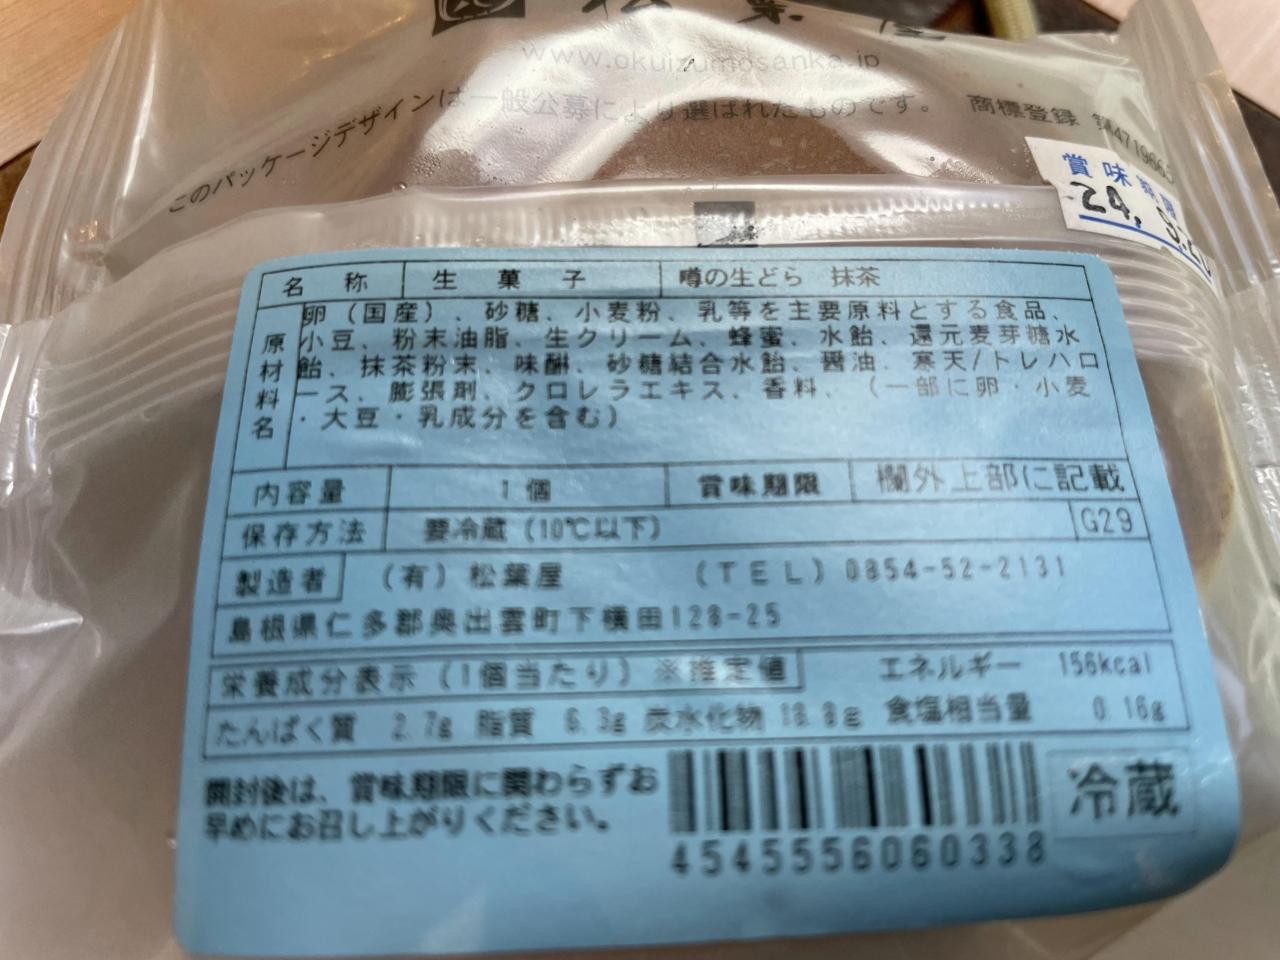 松葉屋
www.okuizumosanka.jp
このパッケージデザインは一般公募により選ばれたものです。 商標登録
賞味期限
24,
名称 生菓子 噂の生どら 抹茶
原材料名
卵(国産)、砂糖、小麦粉、乳等を主要原料とする食品、
小豆、粉末油脂、生クリーム、蜂蜜、水飴、還元麦芽糖水
飴、抹茶粉末、味醂、砂糖結合水飴、醤油、寒天/トレハロ
ース、膨張剤、クロレラエキス、香料、(一部に卵・小麦
・大豆・乳成分を含む)
内容量 1個 賞味期限 欄外上部に記載
保存方法 要冷蔵(10℃以下) G29
製造者 (有)松葉屋 (TEL)0854-52-2131
島根県仁多郡奥出雲町下横田128-25
栄養成分表示(1個当たり)※推定値 エネルギー 156kcal
たんぱく質 2.7g 脂質 6.3g 炭水化物 18.8g 食塩相当量 0.16g
開封後は、賞味期限に関わらずお
早めにお召し上がりください。
冷蔵
4545556060338